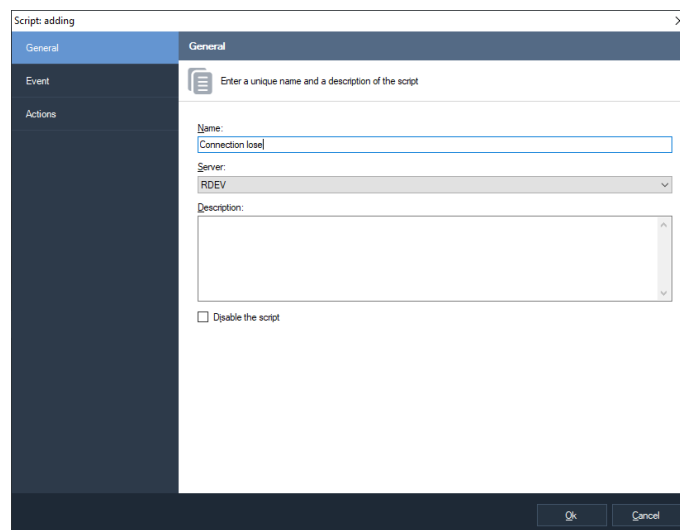 Script: adding
General
Event
Actions
General
Enter a unique name and a description of the script
Name:
Connection lose
Server:
RDEV
Description:
Disable the script
Ok
Cancel